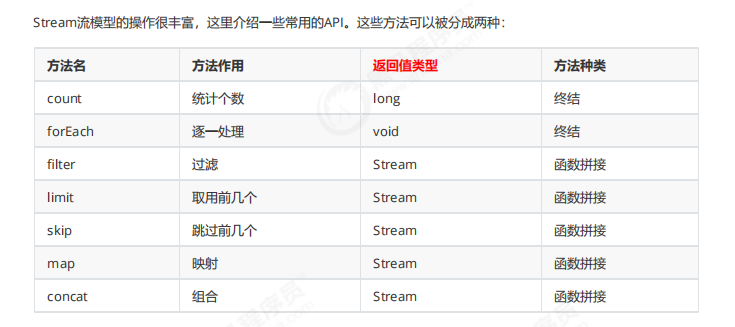 Stream流模型的操作很丰富，这里介绍一些常用的API。这些方法可以被分成两种：
方法名 方法作用 返回值类型 方法种类
count 统计个数 long 终结
forEach 逐一处理 void 终结
filter 过滤 Stream 函数拼接
limit 取用前几个 Stream 函数拼接
skip 跳过前几个 Stream 函数拼接
map 映射 Stream 函数拼接
concat 组合 Stream 函数拼接